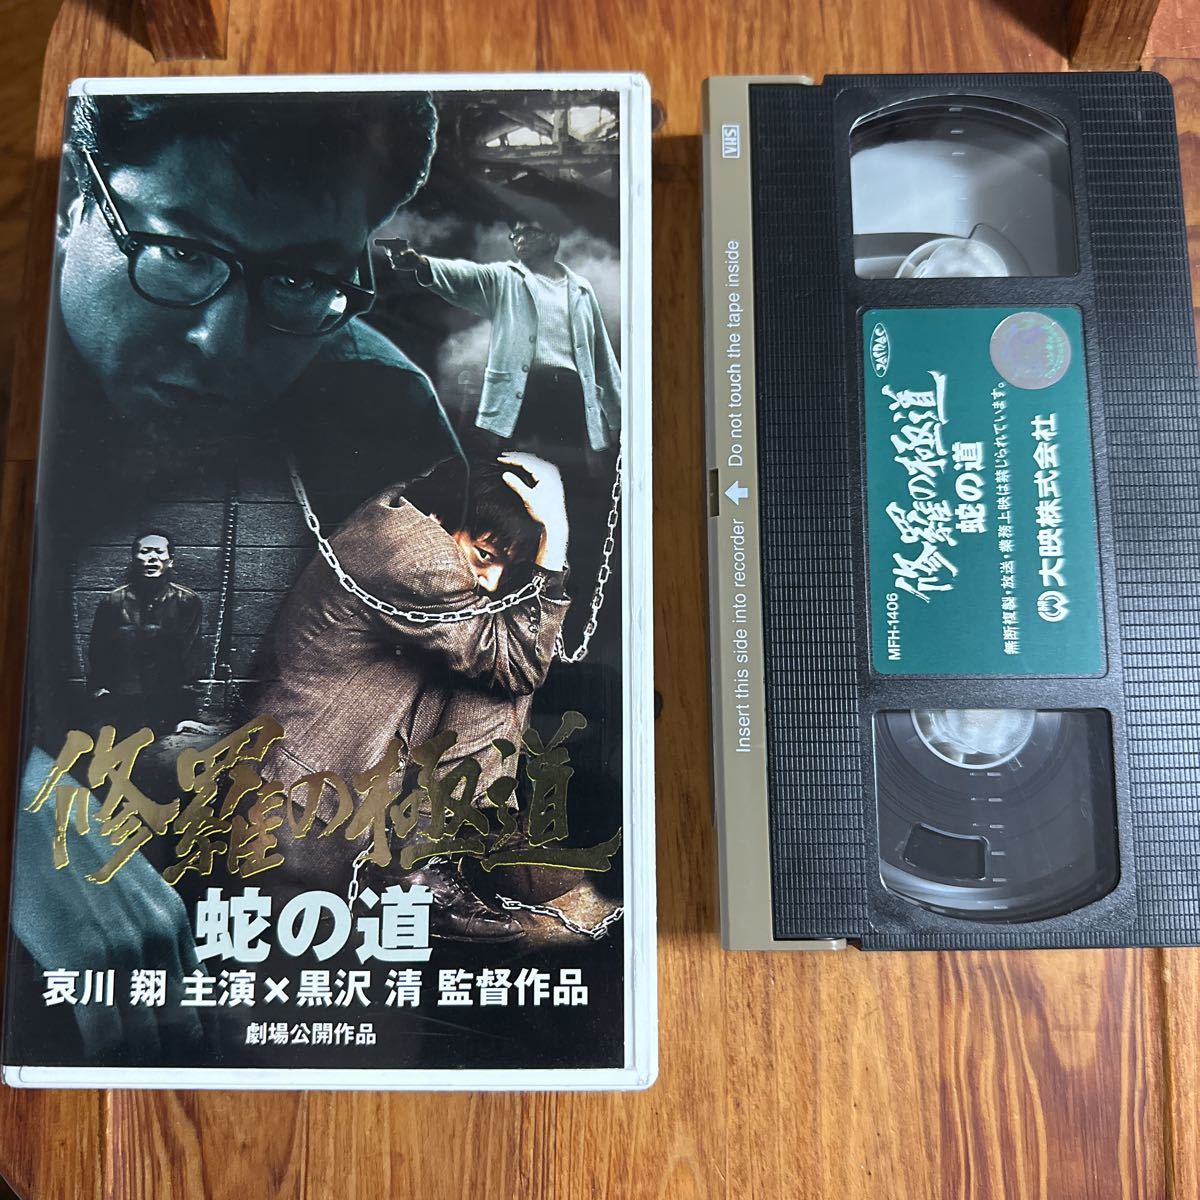 修羅の極道
蛇の道
哀川 翔 主演×黒沢 清 監督作品
劇場公開作品
VHS
Insert this side into recorder Do not touch the tape inside
MFH-1406
修羅の極道
蛇の道
無断複製・放送・業務上映は禁じられています。
大映株式会社